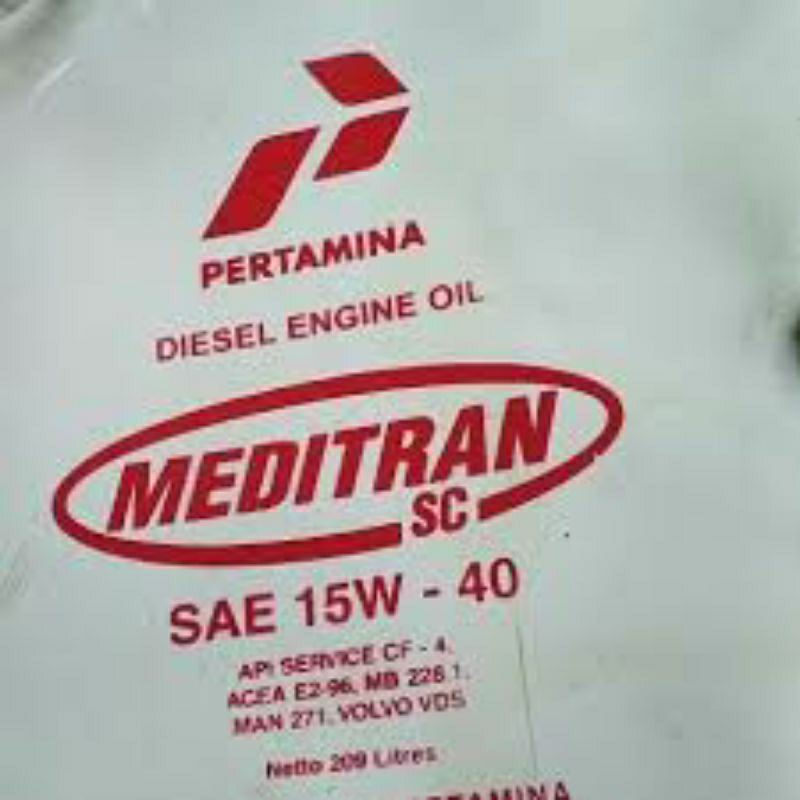 PERTAMINA
DIESEL ENGINE OIL
MEDITRAN
SC
SAE 15W - 40
API SERVICE CF - 4,
ACEA E2-96, MB 228.1,
MAN 271, VOLVO VDS
Netto 209 Litres
PERTAMINA